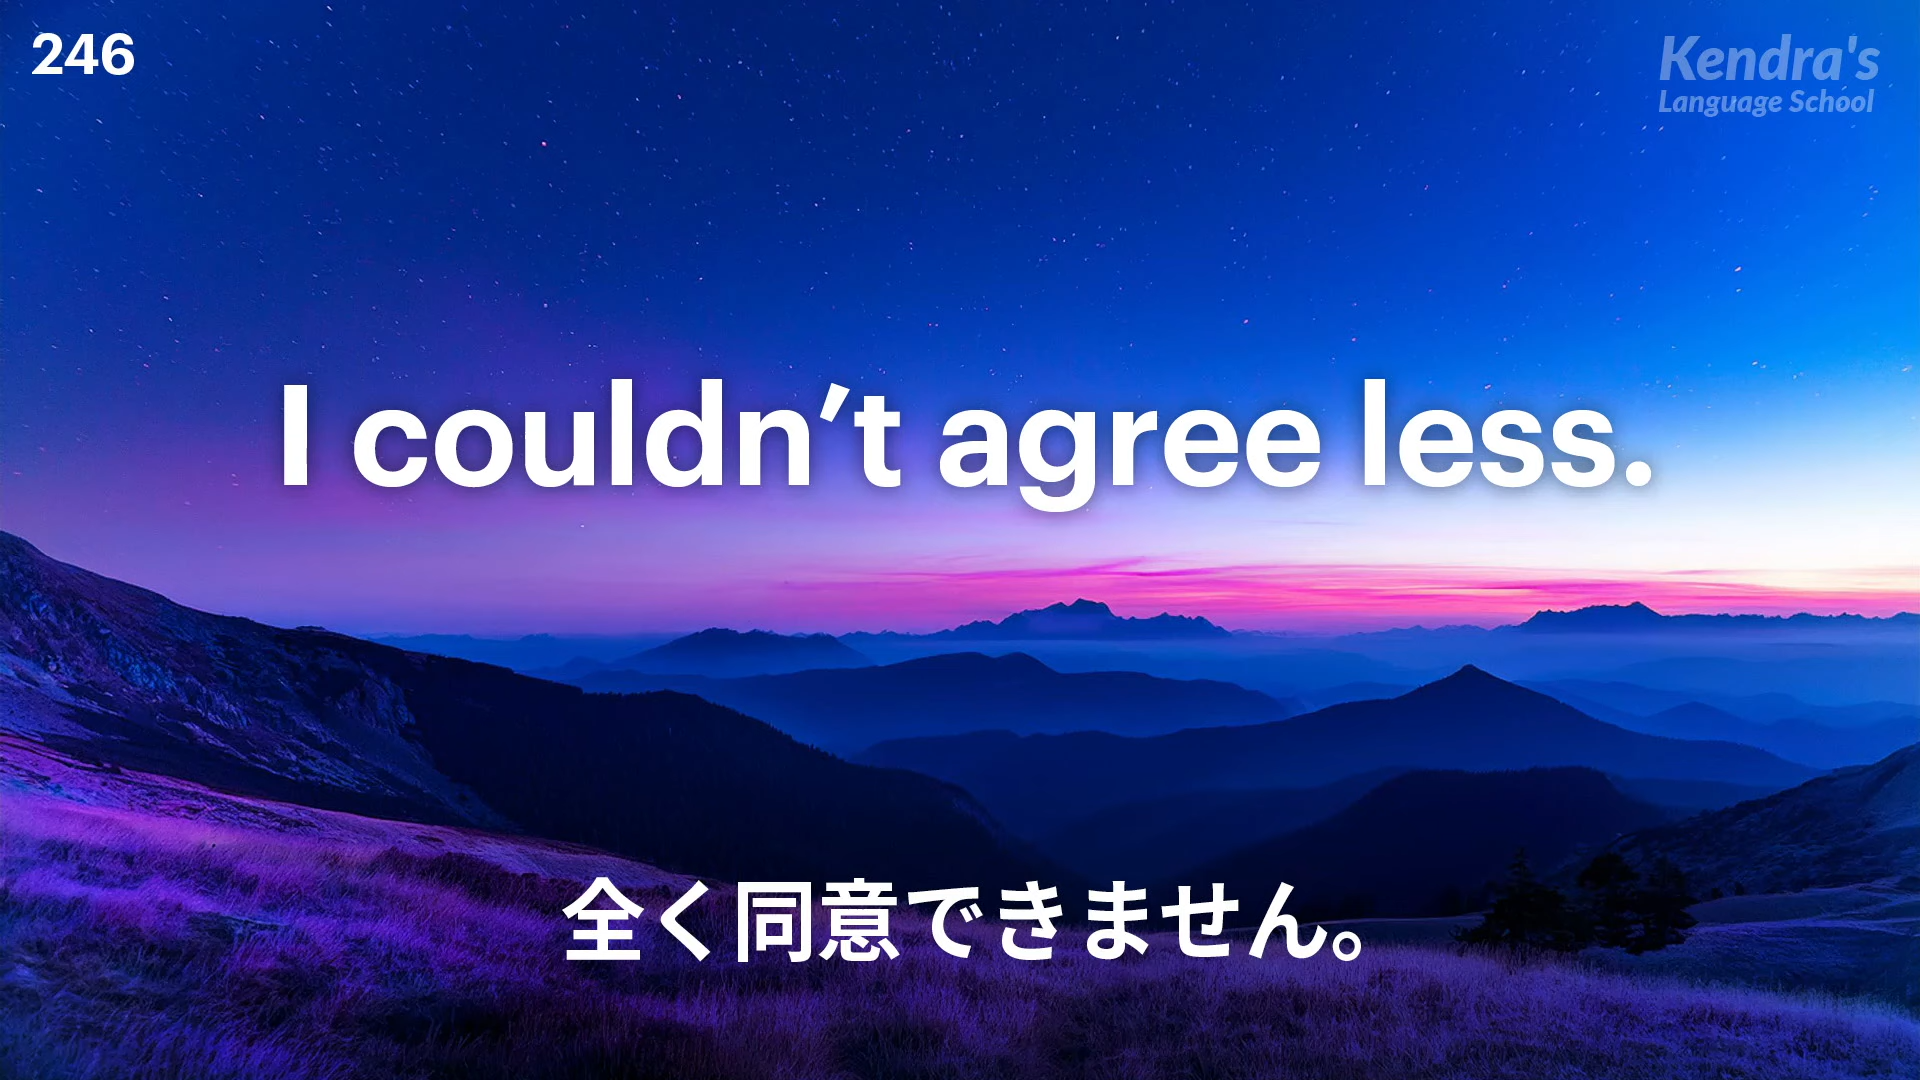 246
Kendra's
Language School
I couldn’t agree less.
全く同意できません。